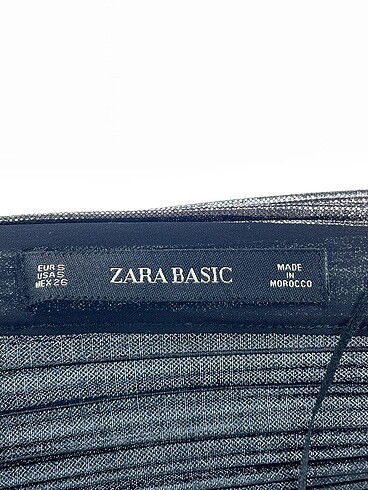 EUR S
USA S
MEX 26
ZARA BASIC
MADE
IN
MOROCCO